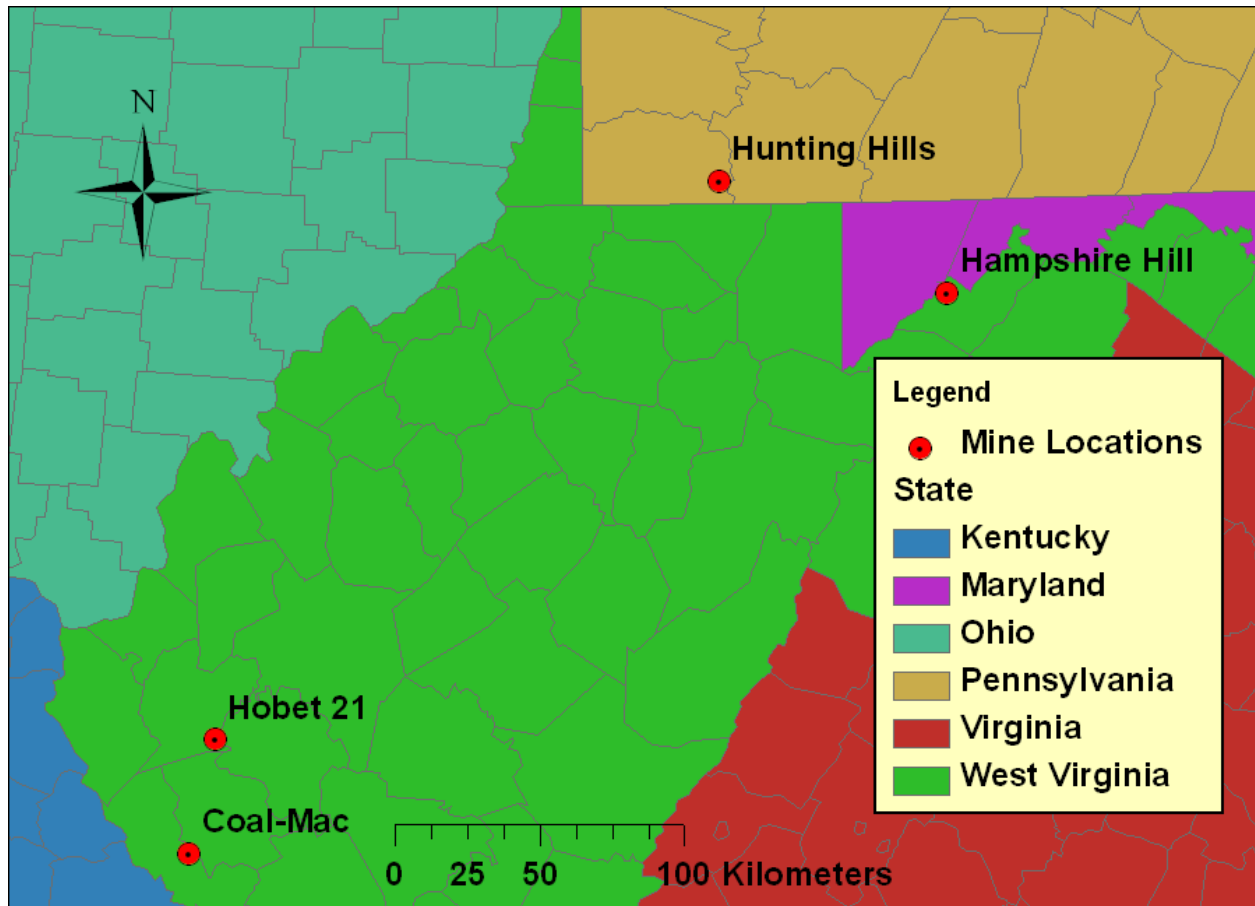 N
Hunting Hills
Hampshire Hill
Hobet 21
Coal-Mac
0 25 50 100 Kilometers
Legend
Mine Locations
State
Kentucky
Maryland
Ohio
Pennsylvania
Virginia
West Virginia